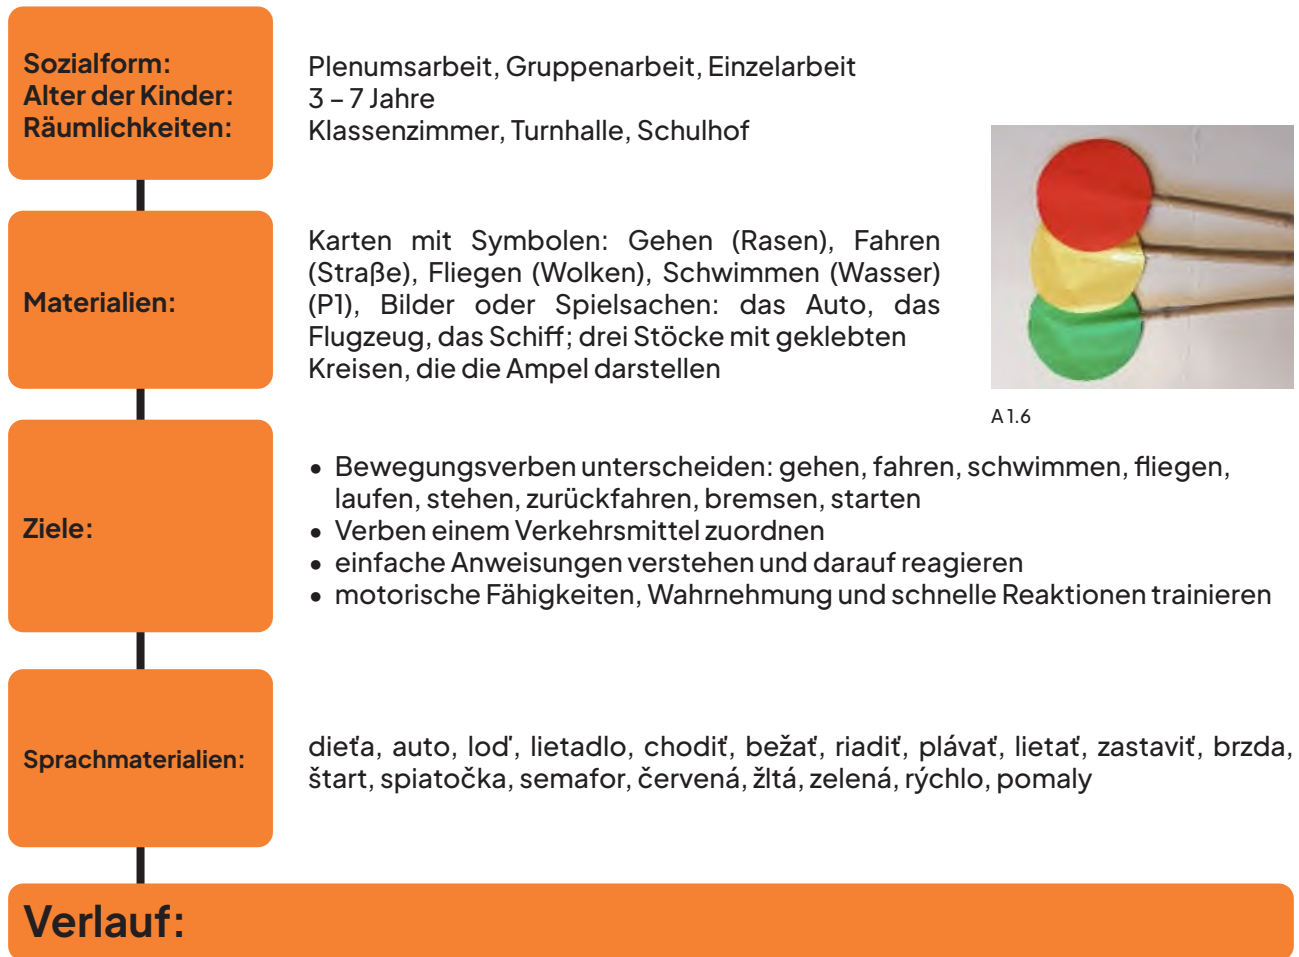 Sozialform:
Alter der Kinder:
Räumlichkeiten:
Plenumsarbeit, Gruppenarbeit, Einzelarbeit
3 – 7 Jahre
Klassenzimmer, Turnhalle, Schulhof
Materialien:
Karten mit Symbolen: Gehen (Rasen), Fahren
(Straße), Fliegen (Wolken), Schwimmen (Wasser)
(P1), Bilder oder Spielsachen: das Auto, das
Flugzeug, das Schiff; drei Stöcke mit geklebten
Kreisen, die die Ampel darstellen
A 1.6
Ziele:
• Bewegungsverben unterscheiden: gehen, fahren, schwimmen, fliegen,
laufen, stehen, zurückfahren, bremsen, starten
• Verben einem Verkehrsmittel zuordnen
• einfache Anweisungen verstehen und darauf reagieren
• motorische Fähigkeiten, Wahrnehmung und schnelle Reaktionen trainieren
Sprachmaterialien:
dieťa, auto, loď, lietadlo, chodiť, bežať, riadiť, plávať, lietať, zastaviť, brzda,
štart, spiatočka, semafor, červená, žltá, zelená, rýchlo, pomaly
Verlauf: